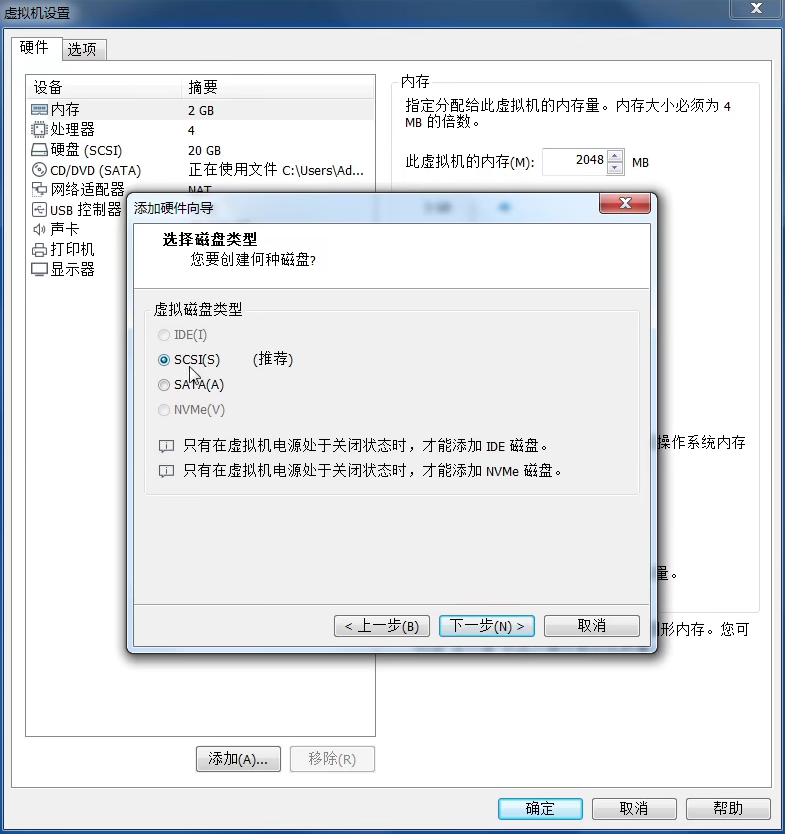 虚拟机设置
硬件 选项
设备 摘要
内存 2 GB
处理器 4
硬盘 (SCSI) 20 GB
CD/DVD (SATA) 正在使用文件 C:\Users\Ad...
网络适配器 NAT
USB 控制器
声卡
打印机
显示器
内存
指定分配给此虚拟机的内存量。内存大小必须为 4
MB 的倍数。
此虚拟机的内存(M): 2048 MB
添加硬件向导
选择磁盘类型
您要创建何种磁盘?
虚拟磁盘类型
IDE(I)
SCSI(S) (推荐)
SATA(A)
NVMe(V)
只有在虚拟机电源处于关闭状态时，才能添加 IDE 磁盘。
只有在虚拟机电源处于关闭状态时，才能添加 NVMe 磁盘。
操作系统内存
量。
形内存。您可
< 上一步(B) 下一步(N) > 取消
添加(A)... 移除(R)
确定 取消 帮助